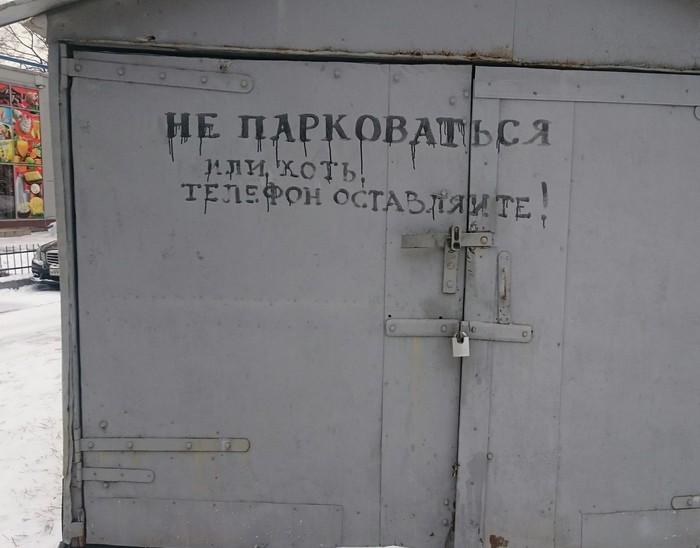 НЕ ПАРКОВАТЬСЯ
ИЛИ, ХОТЬ,
ТЕЛЕФОН ОСТАВЛЯЙТЕ!